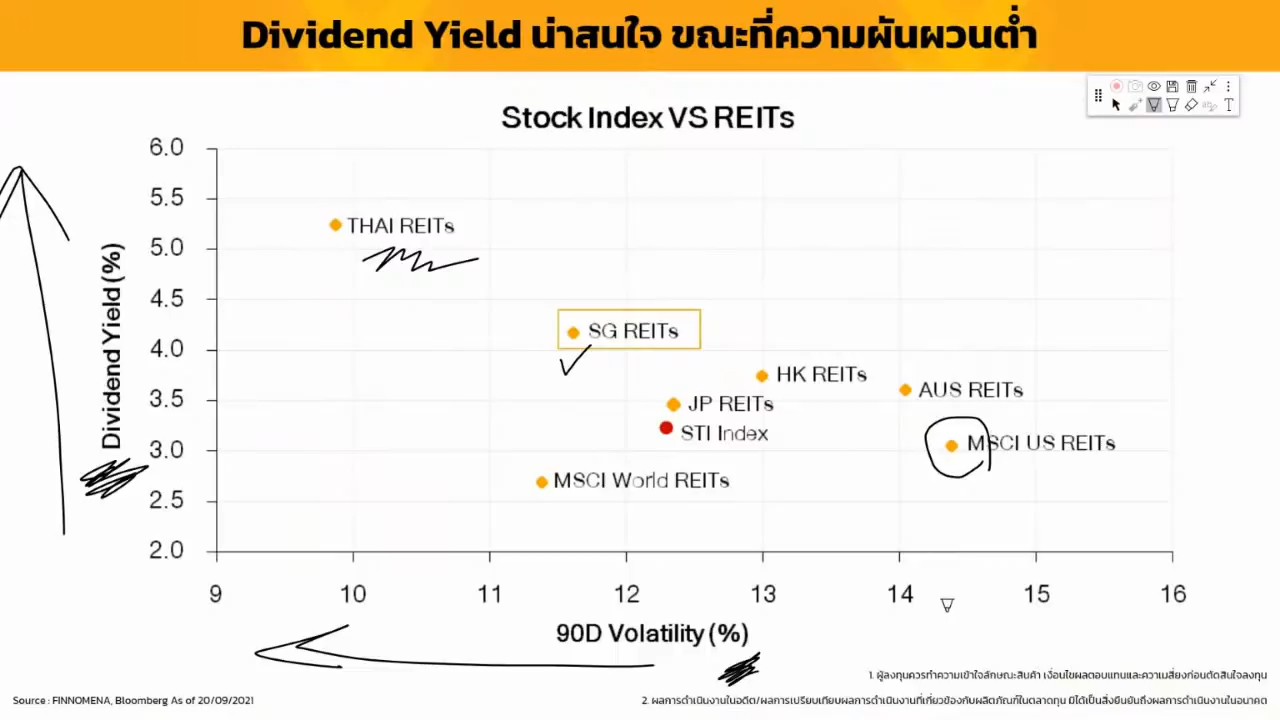 Dividend Yield น่าสนใจ ขณะที่ความผันผวนต่ำ
Stock Index VS REITs
6.0
5.5
5.0
4.5
4.0
3.5
3.0
2.5
2.0
Dividend Yield (%)
THAI REITs
SG REITs
HK REITs
AUS REITs
JP REITs
STI Index
MSCI US REITs
MSCI World REITs
9 10 11 12 13 14 15 16
90D Volatility (%)
1. ผู้ลงทุนควรทำความเข้าใจลักษณะสินค้า เงื่อนไขผลตอบแทนและความเสี่ยงก่อนตัดสินใจลงทุน
Source : FINNOMENA, Bloomberg As of 20/09/2021
2. ผลการดำเนินงานในอดีต/ผลการเปรียบเทียบผลการดำเนินงานที่เกี่ยวข้องกับผลิตภัณฑ์ในตลาดทุน มิได้เป็นสิ่งยืนยันถึงผลการดำเนินงานในอนาคต